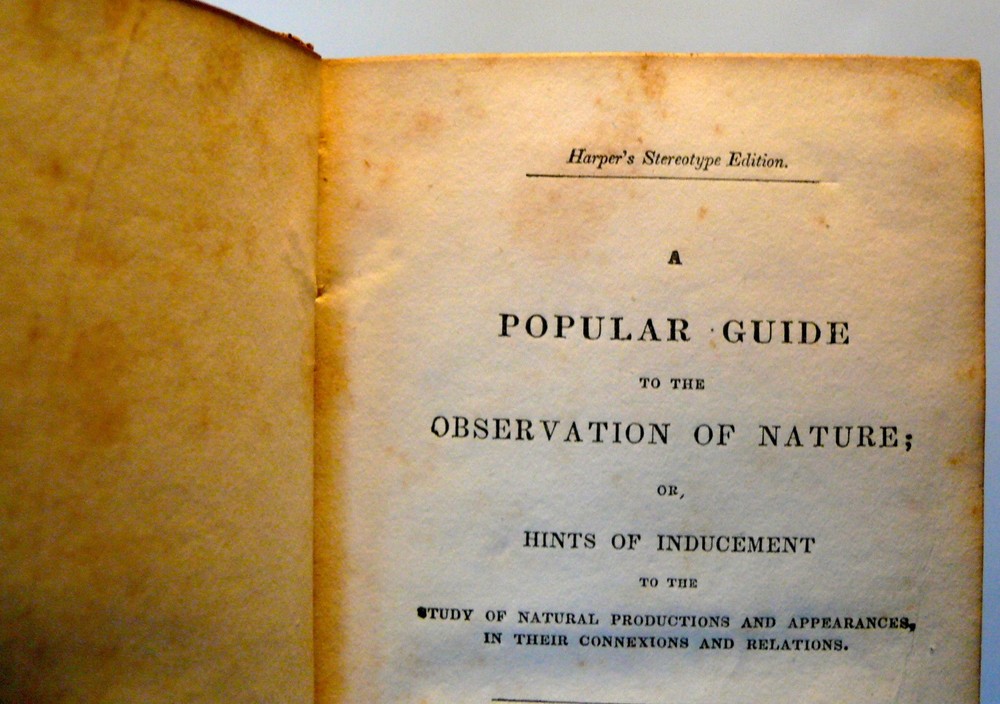 Harper's Stereotype Edition.
A
POPULAR GUIDE
TO THE
OBSERVATION OF NATURE;
OR,
HINTS OF INDUCEMENT
TO THE
STUDY OF NATURAL PRODUCTIONS AND APPEARANCES,
IN THEIR CONNEXIONS AND RELATIONS.